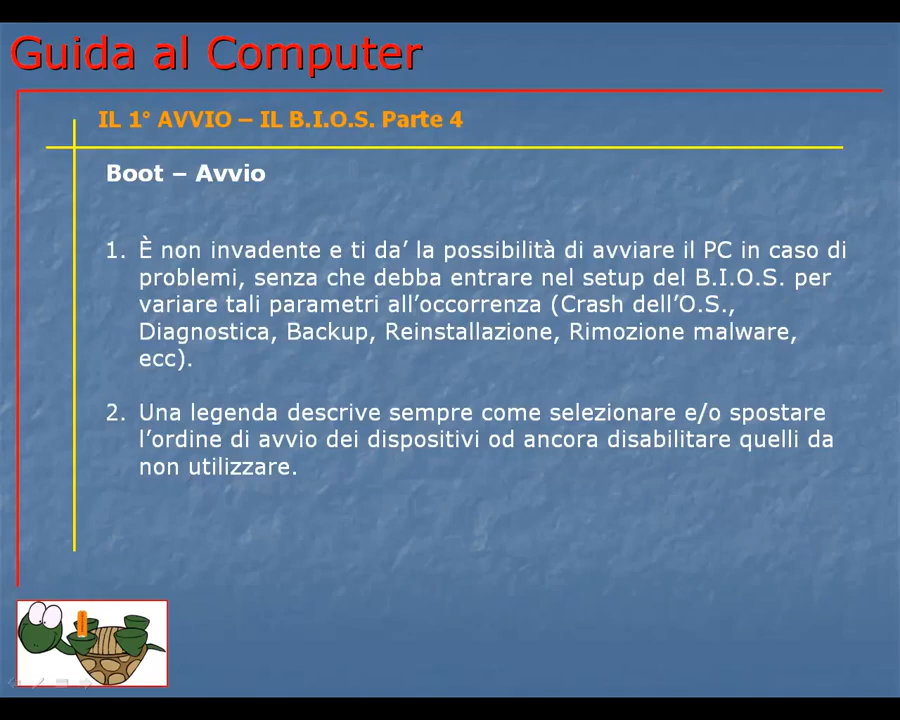 Guida al Computer
IL 1° AVVIO – IL B.I.O.S. Parte 4
Boot – Avvio
1. È non invadente e ti da’ la possibilità di avviare il PC in caso di
problemi, senza che debba entrare nel setup del B.I.O.S. per
variare tali parametri all’occorrenza (Crash dell’O.S.,
Diagnostica, Backup, Reinstallazione, Rimozione malware,
ecc).
2. Una legenda descrive sempre come selezionare e/o spostare
l’ordine di avvio dei dispositivi od ancora disabilitare quelli da
non utilizzare.